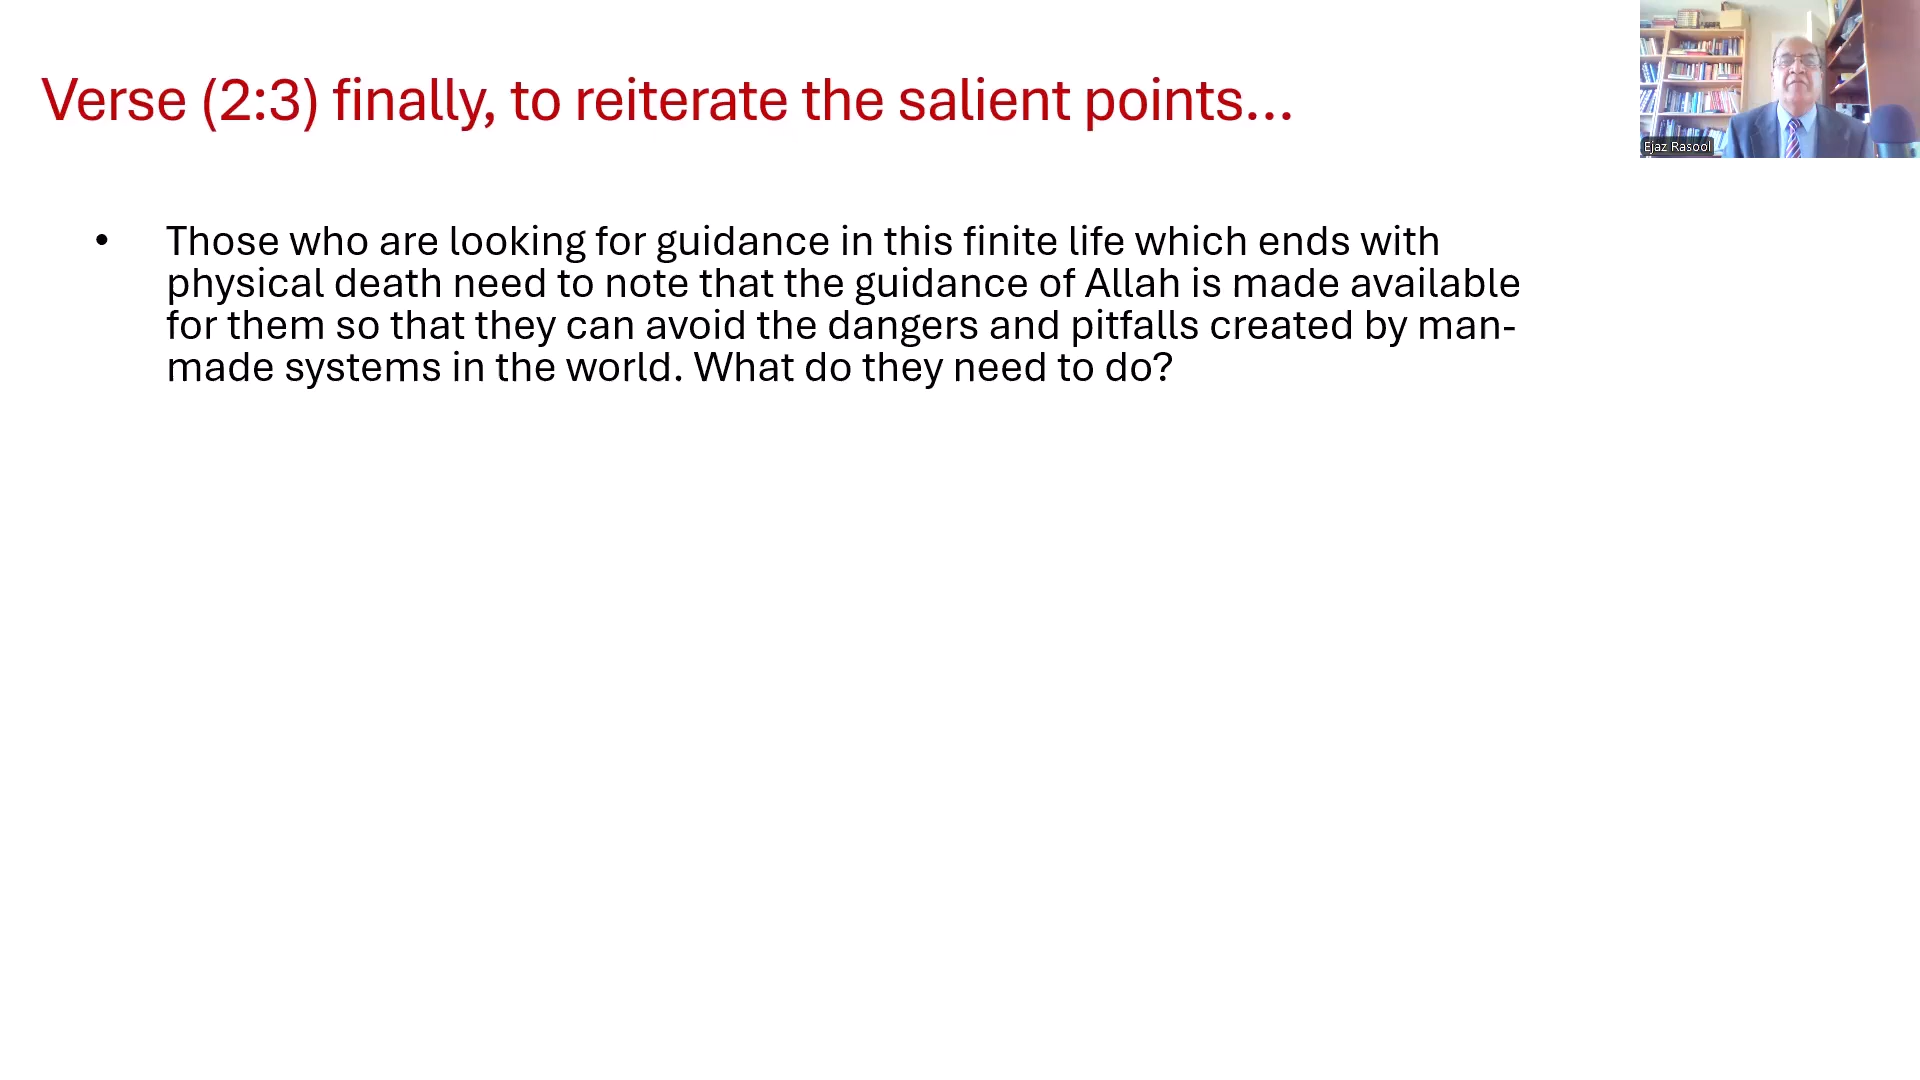 Verse (2:3) finally, to reiterate the salient points...
Ejaz Rasool
• Those who are looking for guidance in this finite life which ends with
physical death need to note that the guidance of Allah is made available
for them so that they can avoid the dangers and pitfalls created by man-
made systems in the world. What do they need to do?